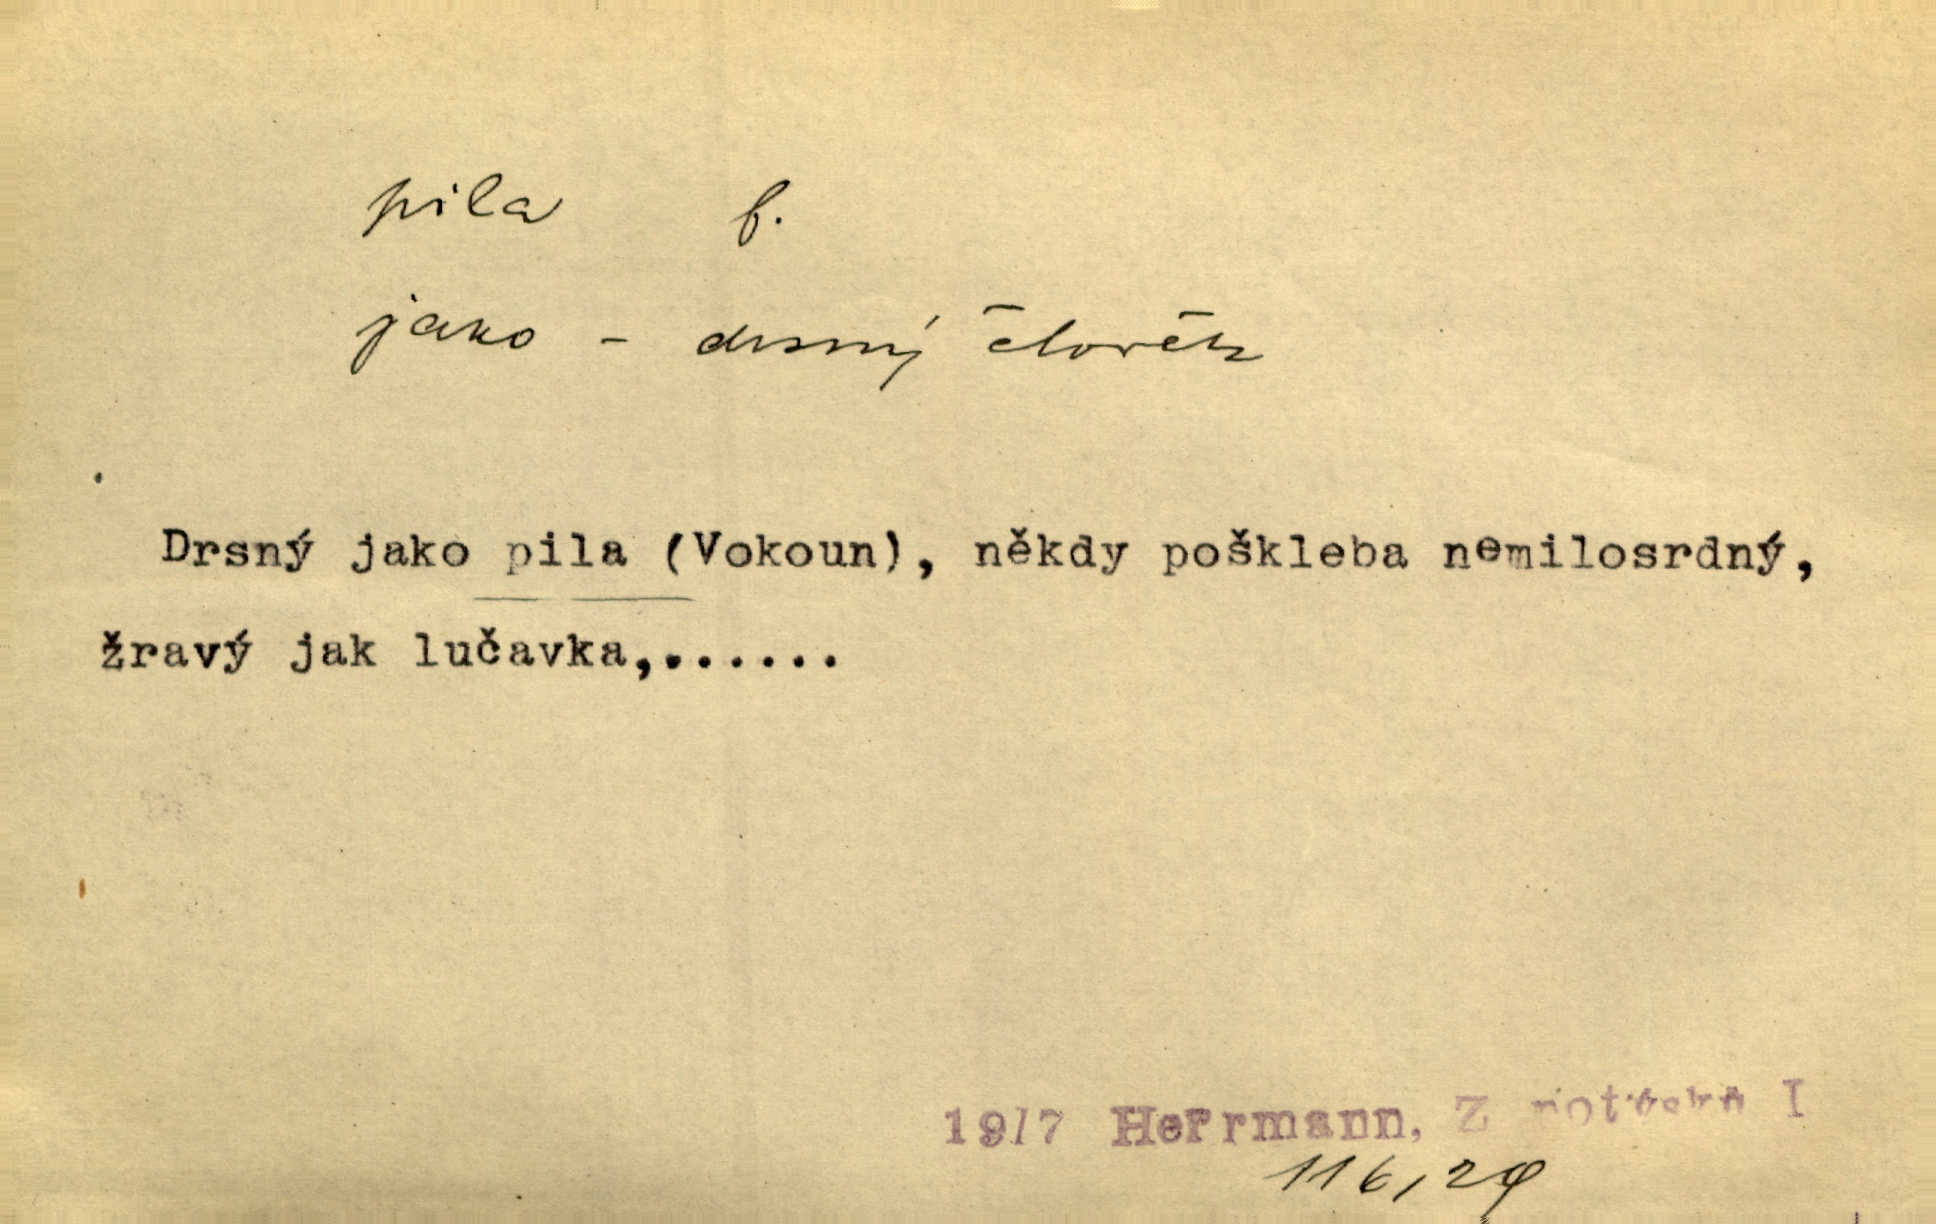 pila f.
jako - drsný člověk
Drsný jako pila (Vokoun), někdy poškleba nemilosrdný,
žravý jak lučavka,......
1917 Herrmann, Z I
116,29